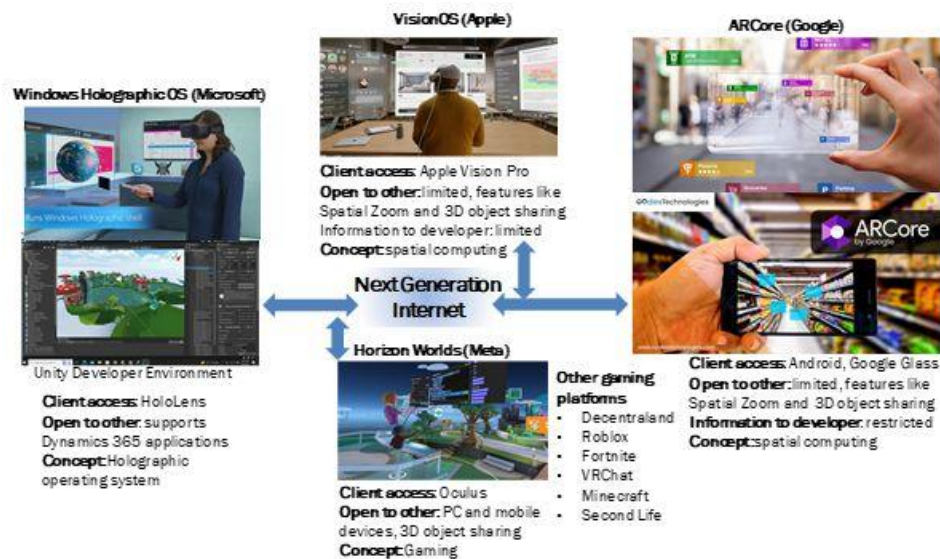 VisionOS (Apple)
ARCore (Google)
Windows Holographic OS (Microsoft)
Runs Windows Holographic shell
Unity Developer Environment
Client access: HoloLens
Open to other: supports
Dynamics 365 applications
Concept: Holographic
operating system
Client access: Apple Vision Pro
Open to other: limited, features like
Spatial Zoom and 3D object sharing
Information to developer: limited
Concept: spatial computing
Next Generation
Internet
Horizon Worlds (Meta)
Client access: Oculus
Open to other: PC and mobile
devices, 3D object sharing
Concept: Gaming
Other gaming
platforms
• Decentraland
• Roblox
• Fortnite
• VRChat
• Minecraft
• Second Life
Technologies
ARCore
by Google
Client access: Android, Google Glass
Open to other: limited, features like
Spatial Zoom and 3D object sharing
Information to developer: restricted
Concept: spatial computing